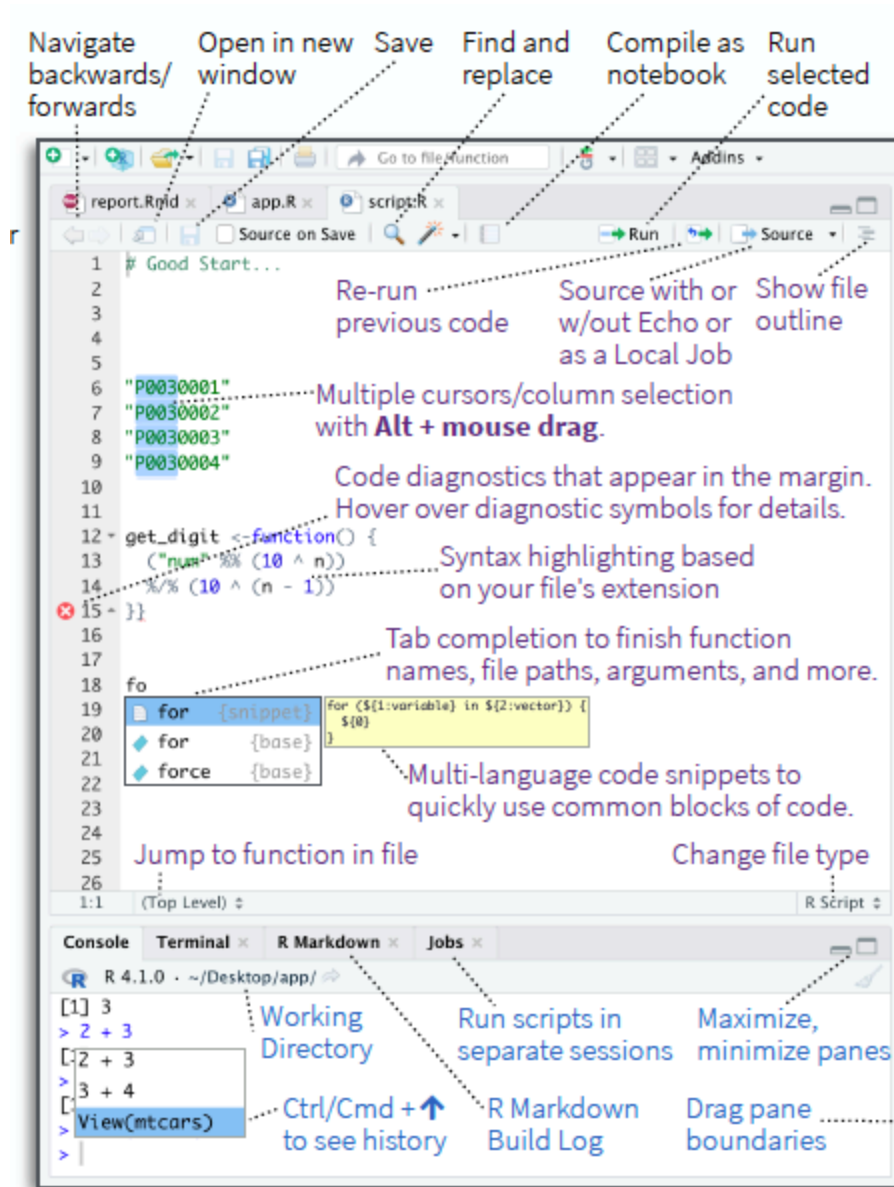 Navigate
backwards/
forwards
Open in new
window
Save
Find and
replace
Compile as
notebook
Run
selected
code
Go to file/function
Addins
report.Rmd
app.R
script.R
r
Source on Save
Run
Source
1 # Good Start...
2
3
4
5
Re-run
previous code
Source with or
w/out Echo or
as a Local Job
Show file
outline
6 "P0030001"
7 "P0030002"
8 "P0030003"
9 "P0030004"
10
11
Multiple cursors/column selection
with Alt + mouse drag.
Code diagnostics that appear in the margin.
Hover over diagnostic symbols for details.
12 get_digit <-function() {
13 ("num" %% (10 ^ n))
14 %/% (10 ^ (n - 1))
15 }}
16
17
Syntax highlighting based
on your file's extension
Tab completion to finish function
names, file paths, arguments, and more.
18 fo
19 for {snippet}
20 for {base}
21
22 force {base}
23
24
25
26
for (${1:variable} in ${2:vector}) {
${0}
}
Multi-language code snippets to
quickly use common blocks of code.
Jump to function in file
Change file type
1:1 (Top Level)
R Script
Console Terminal R Markdown Jobs
R R 4.1.0 · ~/Desktop/app/
[1] 3
> 2 + 3
[
2 + 3
>
3 + 4
[
View(mtcars)
>
>
Working
Directory
Run scripts in
separate sessions
Maximize,
minimize panes
Ctrl/Cmd + ↑
to see history
R Markdown
Build Log
Drag pane
boundaries